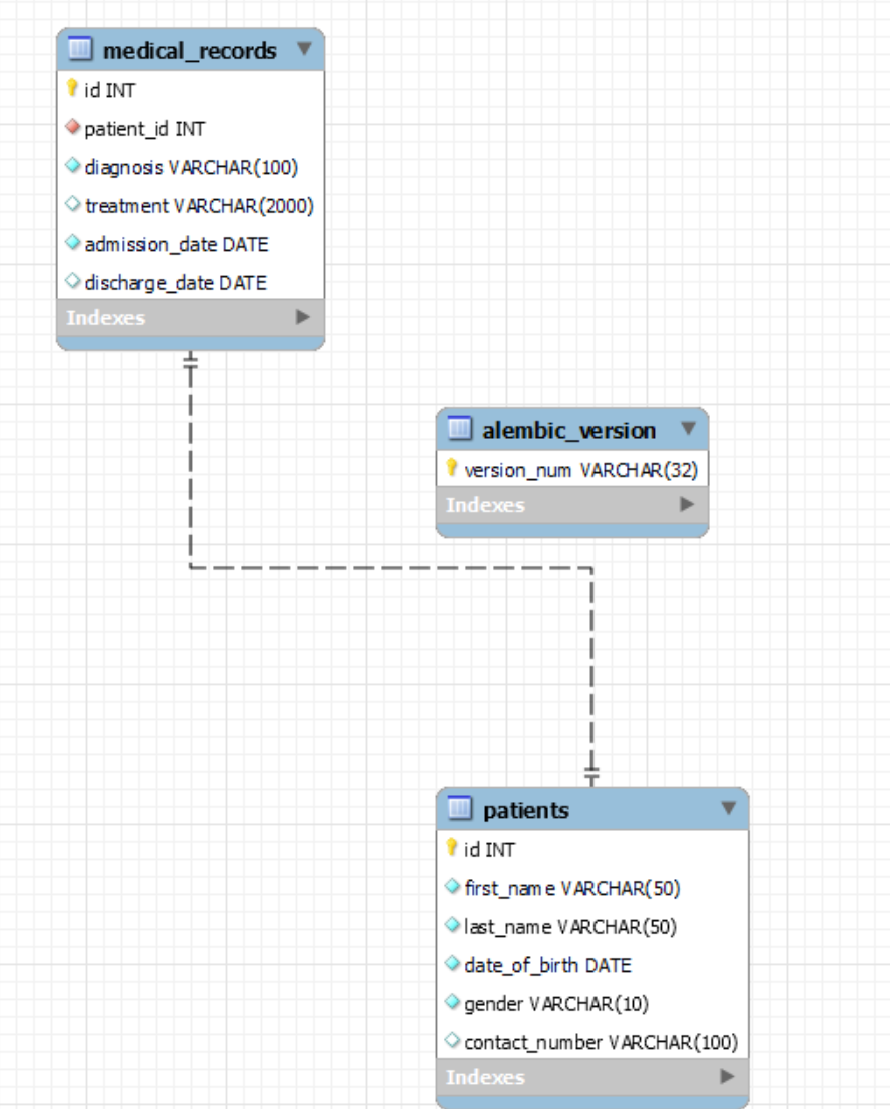 medical_records
id INT
patient_id INT
diagnosis VARCHAR(100)
treatment VARCHAR(2000)
admission_date DATE
discharge_date DATE
Indexes
alembic_version
version_num VARCHAR(32)
Indexes
patients
id INT
first_name VARCHAR(50)
last_name VARCHAR(50)
date_of_birth DATE
gender VARCHAR(10)
contact_number VARCHAR(100)
Indexes